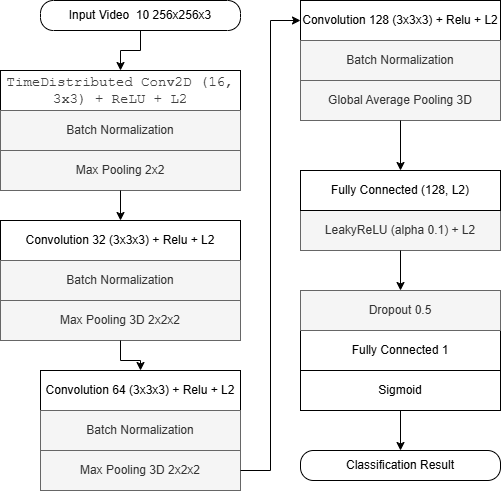 Input Video  10 256x256x3
TimeDistributed Conv2D (16,
3x3) + ReLU + L2
Batch Normalization
Max Pooling 2x2
Convolution 32 (3x3x3) + Relu + L2
Batch Normalization
Max Pooling 3D 2x2x2
Convolution 64 (3x3x3) + Relu + L2
Batch Normalization
Max Pooling 3D 2x2x2
Convolution 128 (3x3x3) + Relu + L2
Batch Normalization
Global Average Pooling 3D
Fully Connected (128, L2)
LeakyReLU (alpha 0.1) + L2
Dropout 0.5
Fully Connected 1
Sigmoid
Classification Result